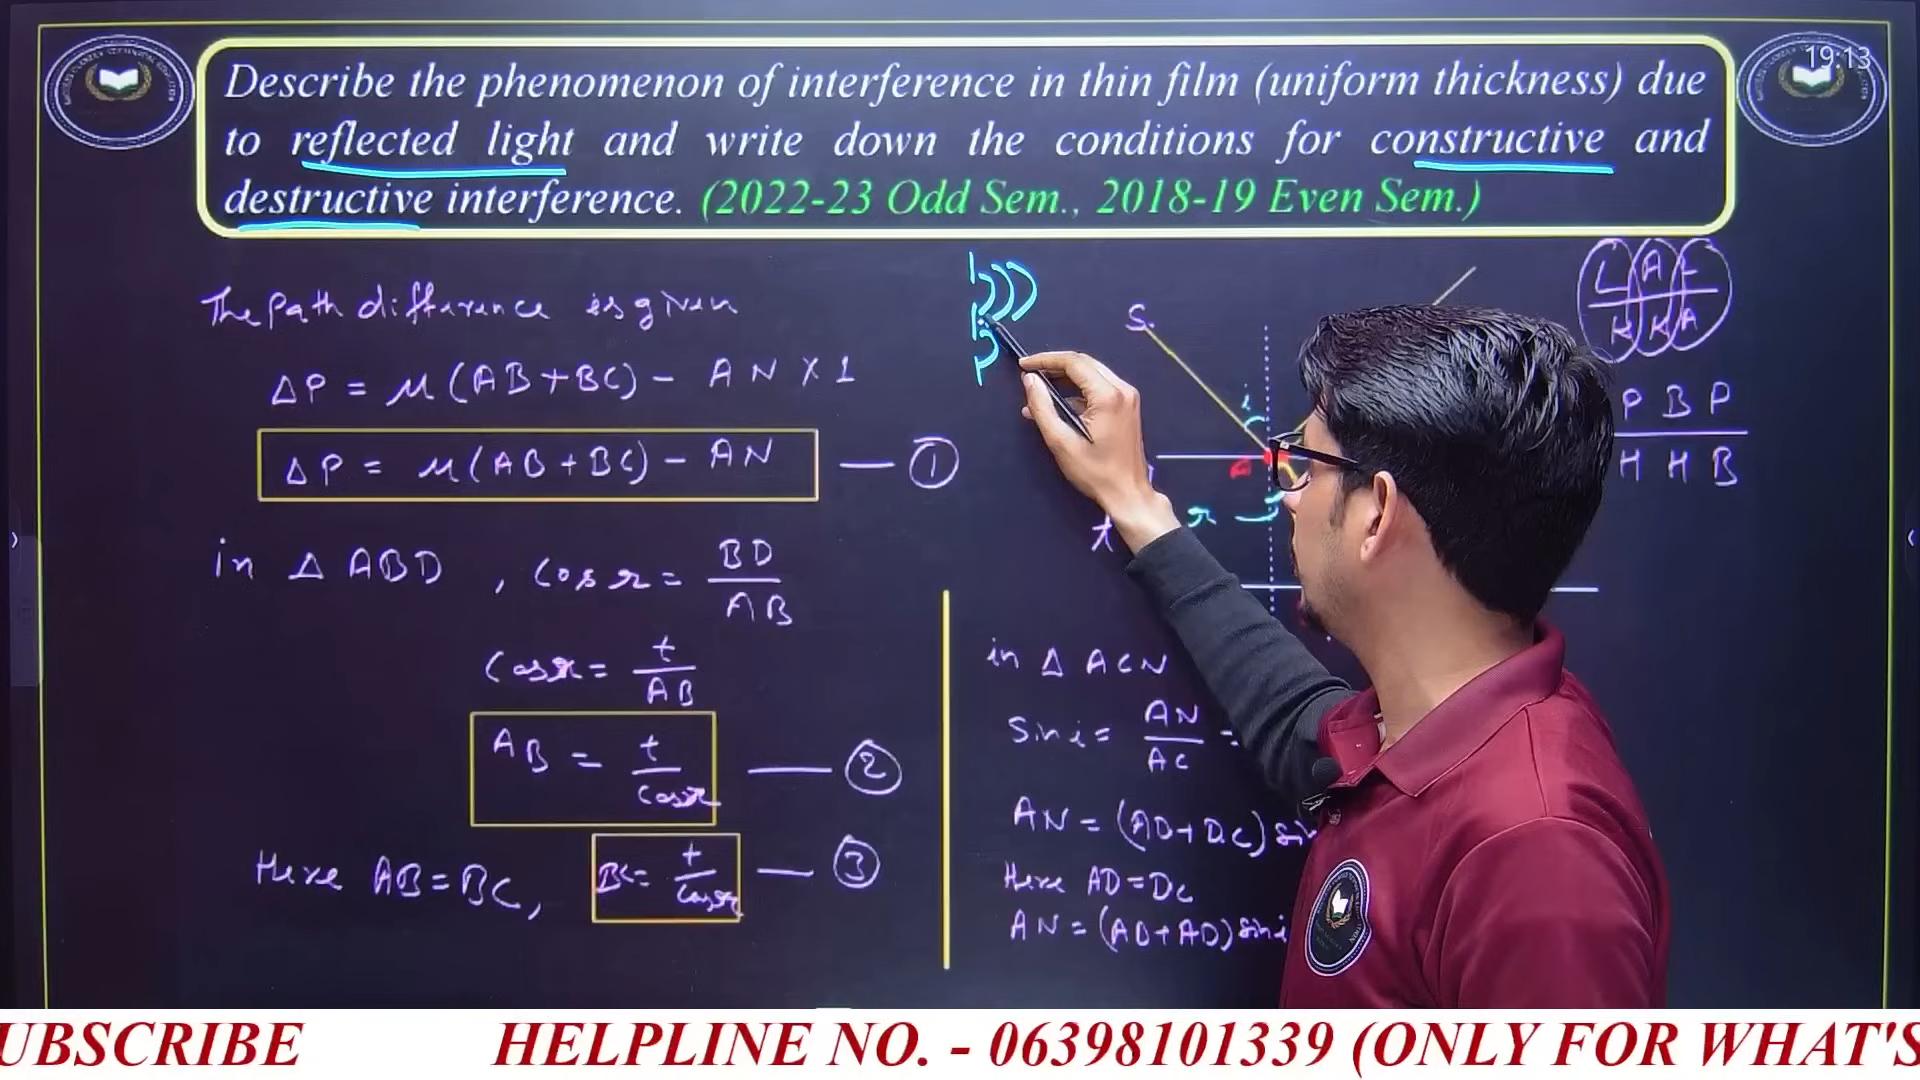 19:13
Describe the phenomenon of interference in thin film (uniform thickness) due
to reflected light and write down the conditions for constructive and
destructive interference. (2022-23 Odd Sem., 2018-19 Even Sem.)
The path difference is given
ΔP = μ(AB+BC) - AN × 1
ΔP = μ(AB+BC) - AN — ①
in Δ ABD , Cos r = BD/AB
Cos r = t/AB
AB = t/Cos r — ②
Here AB = BC, BC = t/Cos r — ③
S
i
r
t
P B P
H H B
in Δ ACN
Sin i = AN/AC =
AN = (AD+DC) sin
Here AD = DC
AN = (AD+AD) sin i
UBSCRIBE HELPLINE NO. - 06398101339 (ONLY FOR WHAT'S